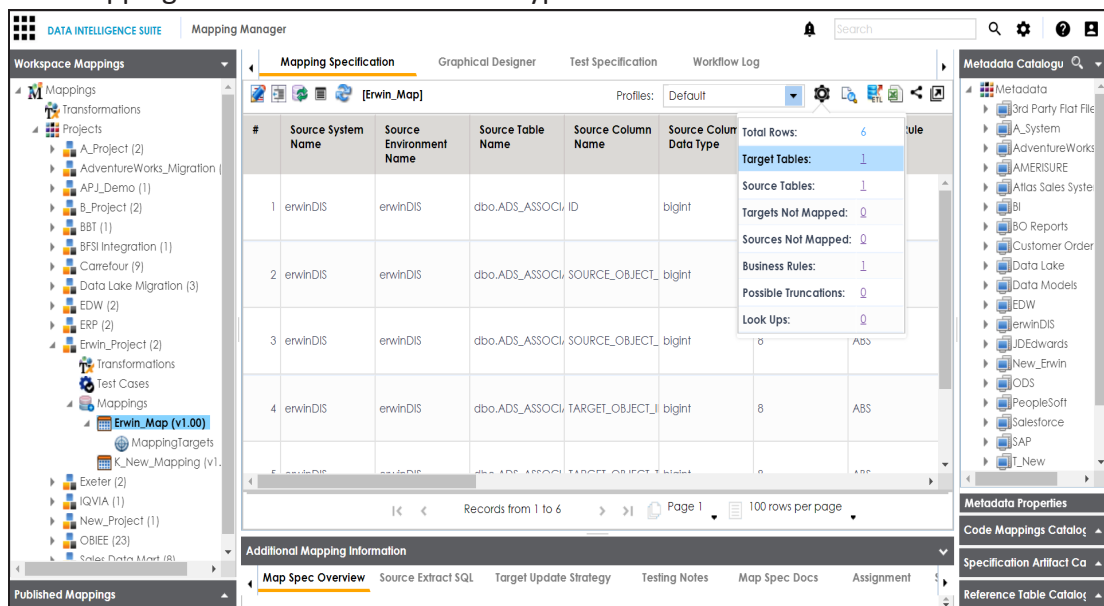 DATA INTELLIGENCE SUITE
Mapping Manager
Search
Workspace Mappings
Mappings
Transformations
Projects
A_Project (2)
AdventureWorks_Migration (
APJ_Demo (1)
B_Project (2)
BBT (1)
BFSI Integration (1)
Carrefour (9)
Data Lake Migration (3)
EDW (2)
ERP (2)
Erwin_Project (2)
Transformations
Test Cases
Mappings
Erwin_Map (v1.00)
MappingTargets
K_New_Mapping (v1.
Exeter (2)
IQVIA (1)
New_Project (1)
OBIEE (23)
Sales Data Mart (8)
Published Mappings
Mapping Specification Graphical Designer Test Specification Workflow Log
[Erwin_Map] Profiles: Default ETL
# Source System Name Source Environment Name Source Table Name Source Column Name Source Colum Data Type
1 erwinDIS erwinDIS dbo.ADS_ASSOCI/ ID bigint
2 erwinDIS erwinDIS dbo.ADS_ASSOCI/ SOURCE_OBJECT_ bigint
3 erwinDIS erwinDIS dbo.ADS_ASSOCI/ SOURCE_OBJECT_ bigint 8 ABS
4 erwinDIS erwinDIS dbo.ADS_ASSOCI/ TARGET_OBJECT_I bigint 8 ABS
Total Rows: 6
Target Tables: 1
Source Tables: 1
Targets Not Mapped: 0
Sources Not Mapped: 0
Business Rules: 1
Possible Truncations: 0
Look Ups: 0
Records from 1 to 6 Page 1 100 rows per page
Additional Mapping Information
Map Spec Overview Source Extract SQL Target Update Strategy Testing Notes Map Spec Docs Assignment
Metadata Catalogu
Metadata
3rd Party Flat File
A_System
AdventureWorks
AMERISURE
Atlas Sales Syste
BI
BO Reports
Customer Order
Data Lake
Data Models
EDW
erwinDIS
JDEdwards
New_Erwin
ODS
PeopleSoft
Salesforce
SAP
T_New
Metadata Properties
Code Mappings Catalog
Specification Artifact Ca
Reference Table Catalog